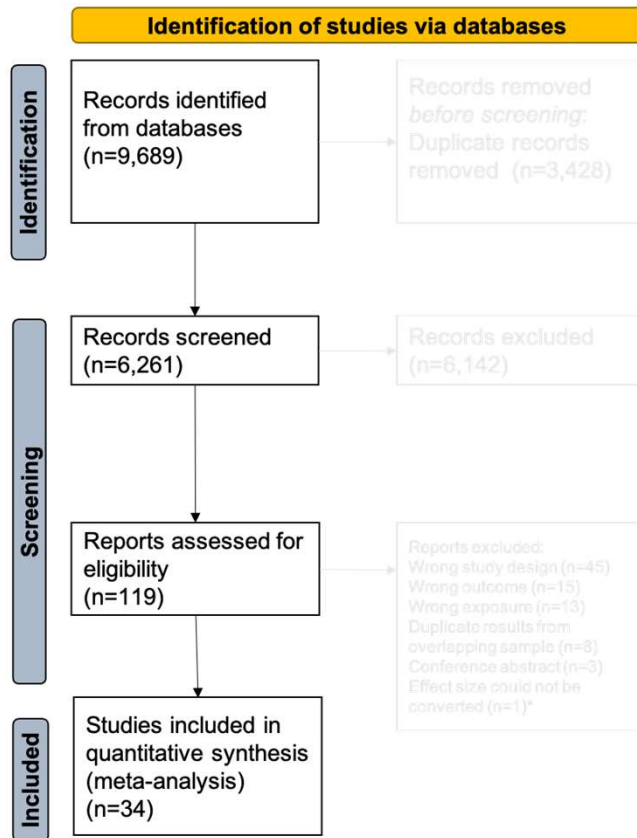 Identification of studies via databases
Identification
Records identified
from databases
(n=9,689)
Records removed
before screening:
Duplicate records
removed (n=3,428)
Screening
Records screened
(n=6,261)
Records excluded
(n=6,142)
Reports assessed for
eligibility
(n=119)
Reports excluded:
Wrong study design (n=45)
Wrong outcome (n=15)
Wrong exposure (n=13)
Duplicate results from
overlapping sample (n=8)
Conference abstract (n=3)
Effect size could not be
converted (n=1)*
Included
Studies included in
quantitative synthesis
(meta-analysis)
(n=34)